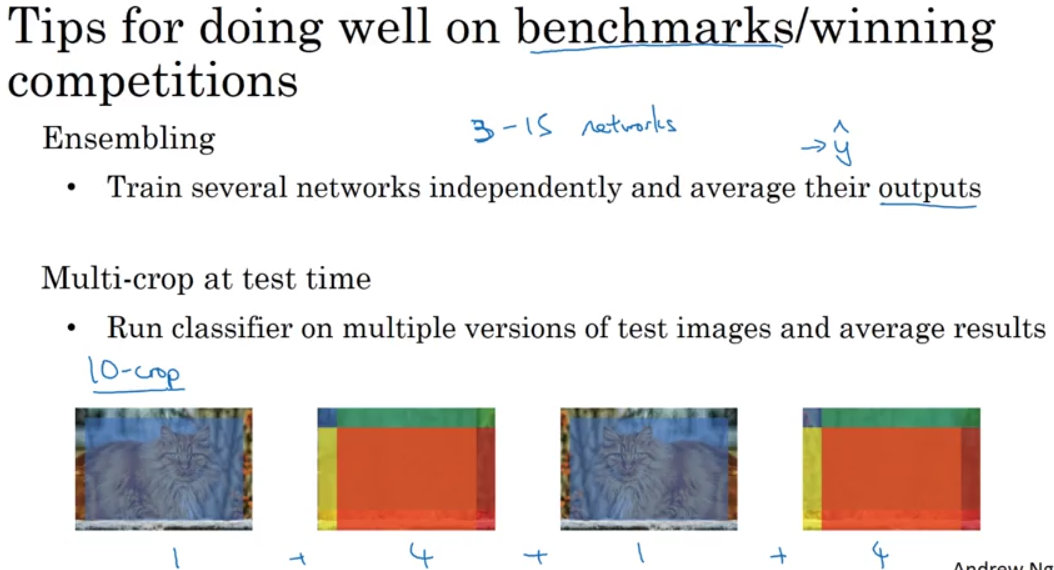 Tips for doing well on benchmarks/winning
competitions
Ensembling
3-15 networks
→ ŷ
• Train several networks independently and average their outputs
Multi-crop at test time
• Run classifier on multiple versions of test images and average results
10-crop
1 + 4 + 1 + 4
Andrew Ng